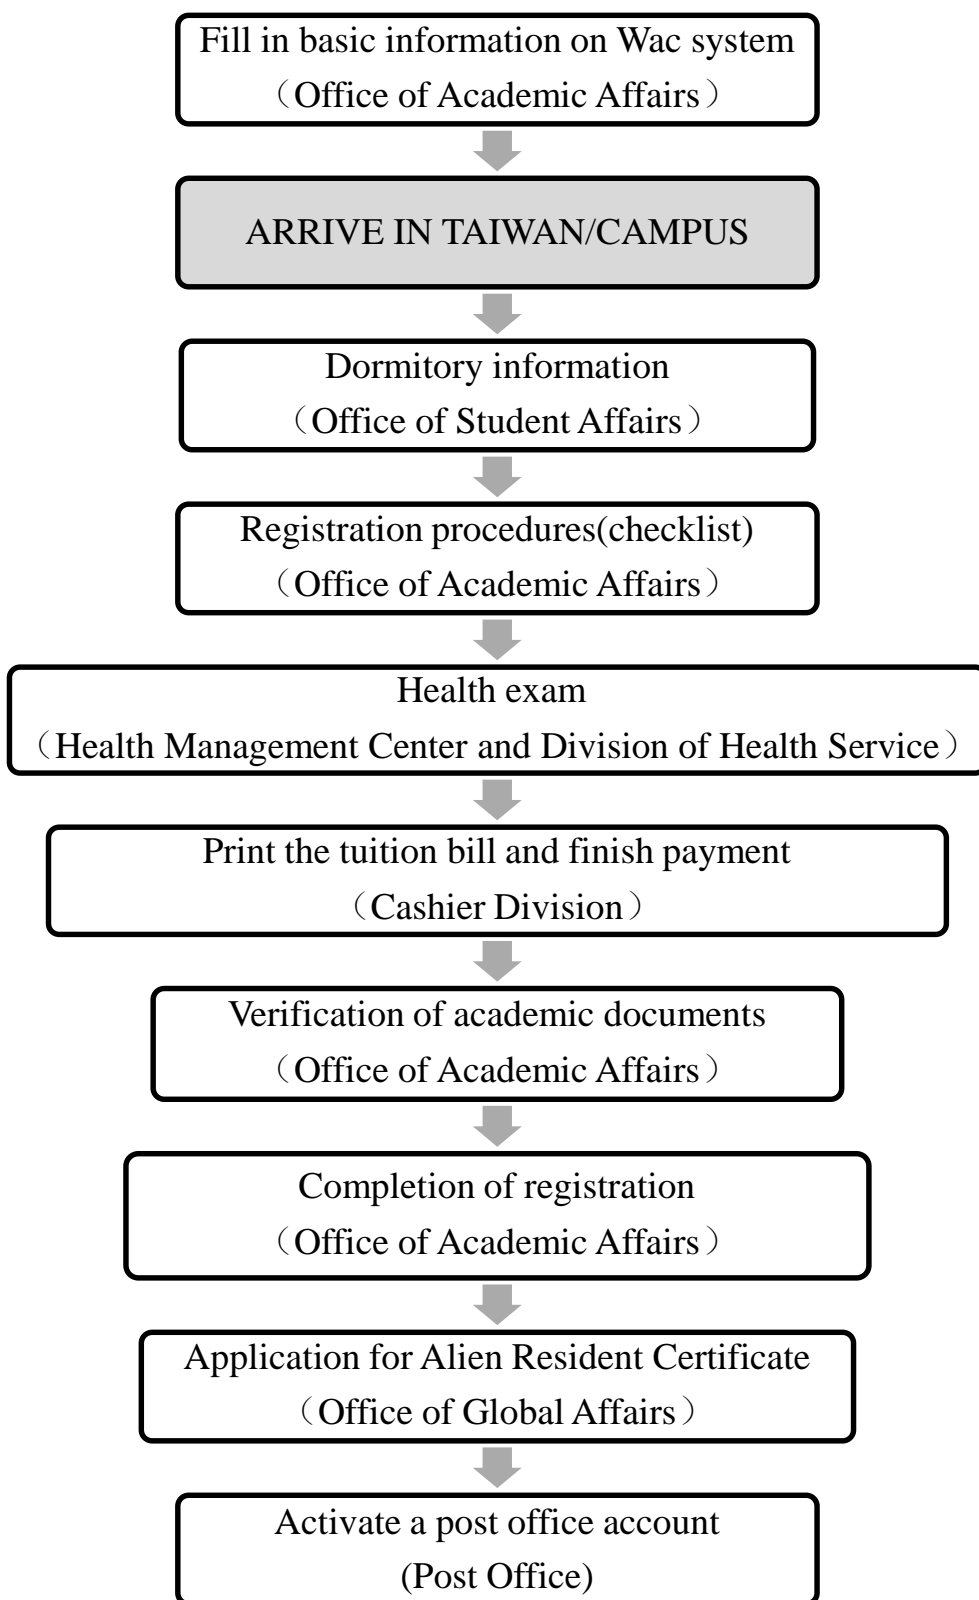 Fill in basic information on Wac system
（Office of Academic Affairs）
ARRIVE IN TAIWAN/CAMPUS
Dormitory information
（Office of Student Affairs）
Registration procedures(checklist)
（Office of Academic Affairs）
Health exam
（Health Management Center and Division of Health Service）
Print the tuition bill and finish payment
（Cashier Division）
Verification of academic documents
（Office of Academic Affairs）
Completion of registration
（Office of Academic Affairs）
Application for Alien Resident Certificate
（Office of Global Affairs）
Activate a post office account
(Post Office)